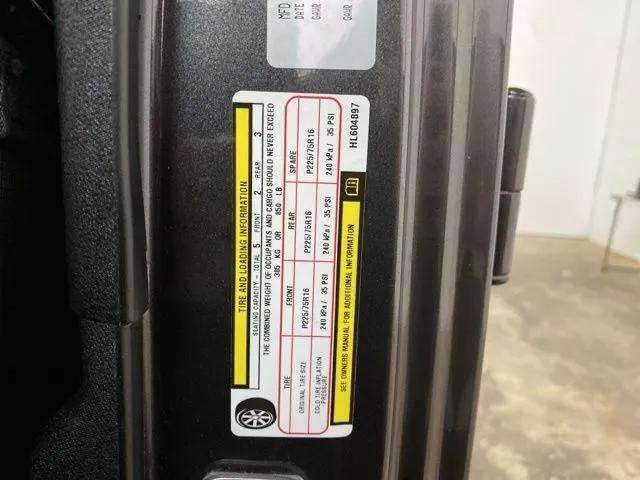 MFD
DATE
GAWR
GAWR
TIRE AND LOADING INFORMATION
SEATING CAPACITY - TOTAL 5 FRONT 2 REAR 3
THE COMBINED WEIGHT OF OCCUPANTS AND CARGO SHOULD NEVER EXCEED
385 KG OR 850 LB
TIRE FRONT REAR SPARE
ORIGINAL TIRE SIZE P225/75R16 P225/75R16 P225/75R16
COLD TIRE INFLATION PRESSURE 240 kPa / 35 PSI 240 kPa / 35 PSI 240 kPa / 35 PSI
SEE OWNERS MANUAL FOR ADDITIONAL INFORMATION
HL604897